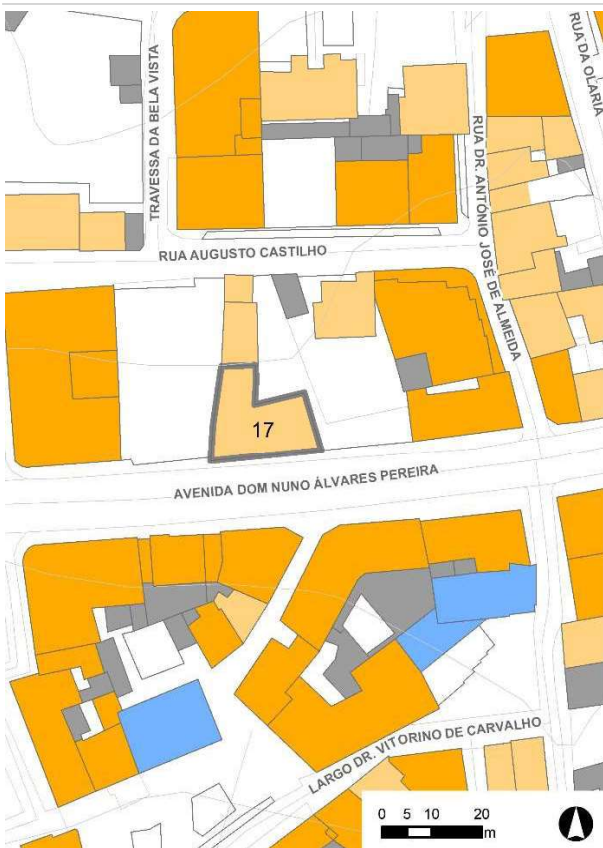 TRAVESSA DA BELA VISTA
RUA DA OLARIA
RUA DR. ANTÓNIO JOSÉ DE ALMEIDA
RUA AUGUSTO CASTILHO
17
AVENIDA DOM NUNO ÁLVARES PEREIRA
LARGO DR. VITORINO DE CARVALHO
0 5 10 20
m